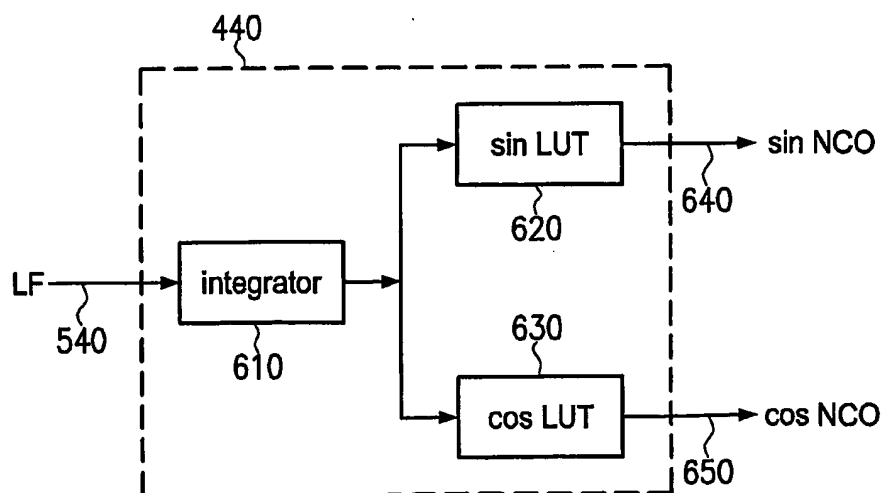 440
sin LUT
sin NCO
640
620
LF
integrator
540
610
630
cos LUT
cos NCO
650